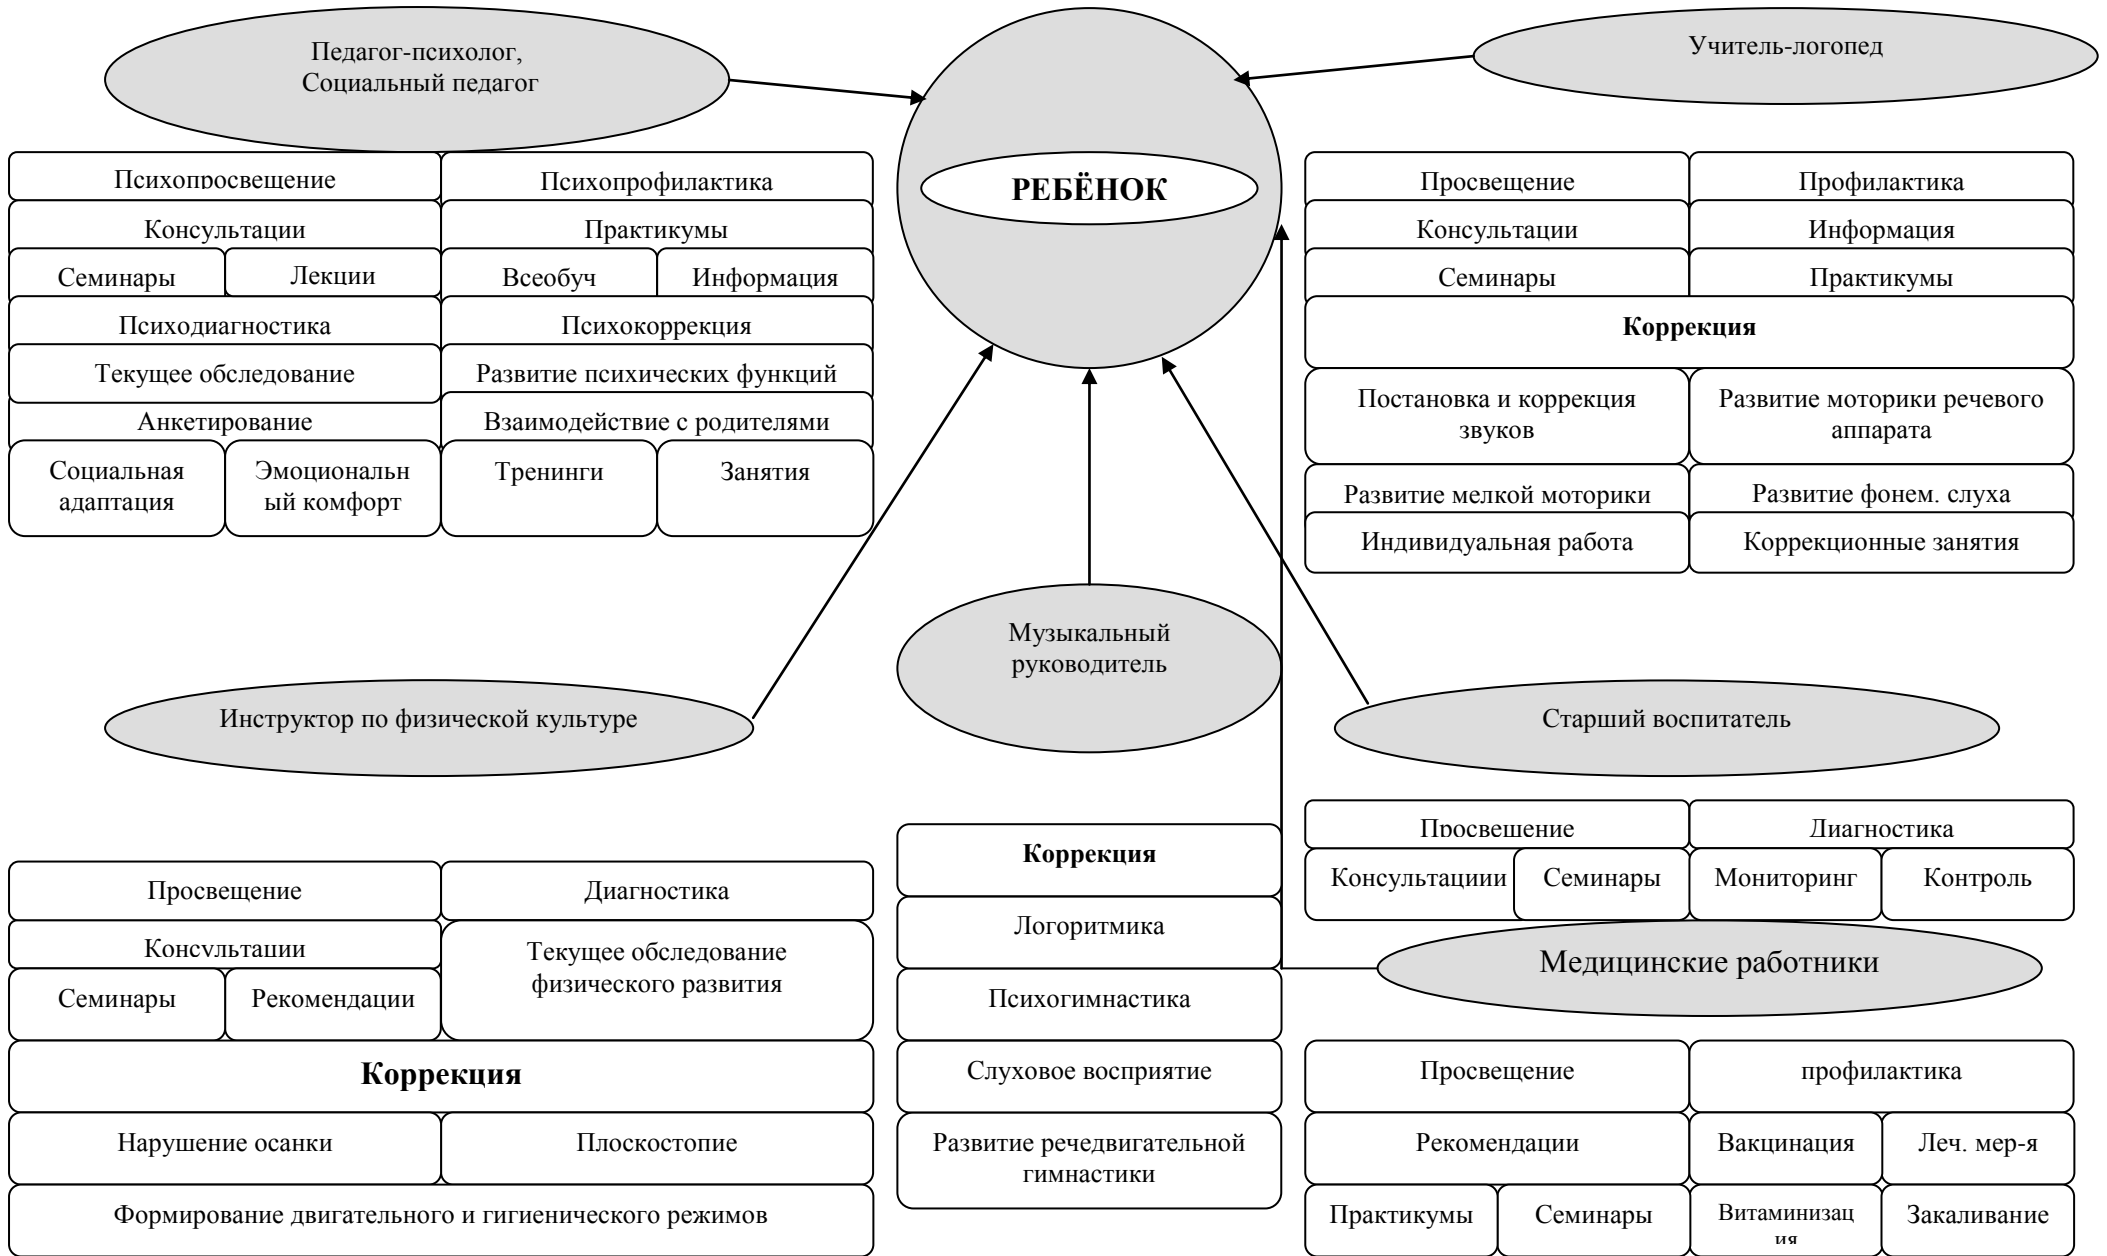 Педагог-психолог,
Социальный педагог
Учитель-логопед
РЕБЁНОК
Психопросвещение
Психопрофилактика
Консультации
Практикумы
Семинары
Лекции
Всеобуч
Информация
Психодиагностика
Психокоррекция
Текущее обследование
Развитие психических функций
Анкетирование
Взаимодействие с родителями
Социальная
адаптация
Эмоциональн
ый комфорт
Тренинги
Занятия
Просвещение
Профилактика
Консультации
Информация
Семинары
Практикумы
Коррекция
Постановка и коррекция
звуков
Развитие моторики речевого
аппарата
Развитие мелкой моторики
Развитие фонем. слуха
Индивидуальная работа
Коррекционные занятия
Инструктор по физической культуре
Музыкальный
руководитель
Старший воспитатель
Просвещение
Диагностика
Консультации
Текущее обследование
физического развития
Семинары
Рекомендации
Коррекция
Нарушение осанки
Плоскостопие
Формирование двигательного и гигиенического режимов
Коррекция
Логоритмика
Психогимнастика
Слуховое восприятие
Развитие речедвигательной
гимнастики
Просвещение
Диагностика
Консультациии
Семинары
Мониторинг
Контроль
Медицинские работники
Просвещение
профилактика
Рекомендации
Вакцинация
Леч. мер-я
Практикумы
Семинары
Витаминизац
ия
Закаливание